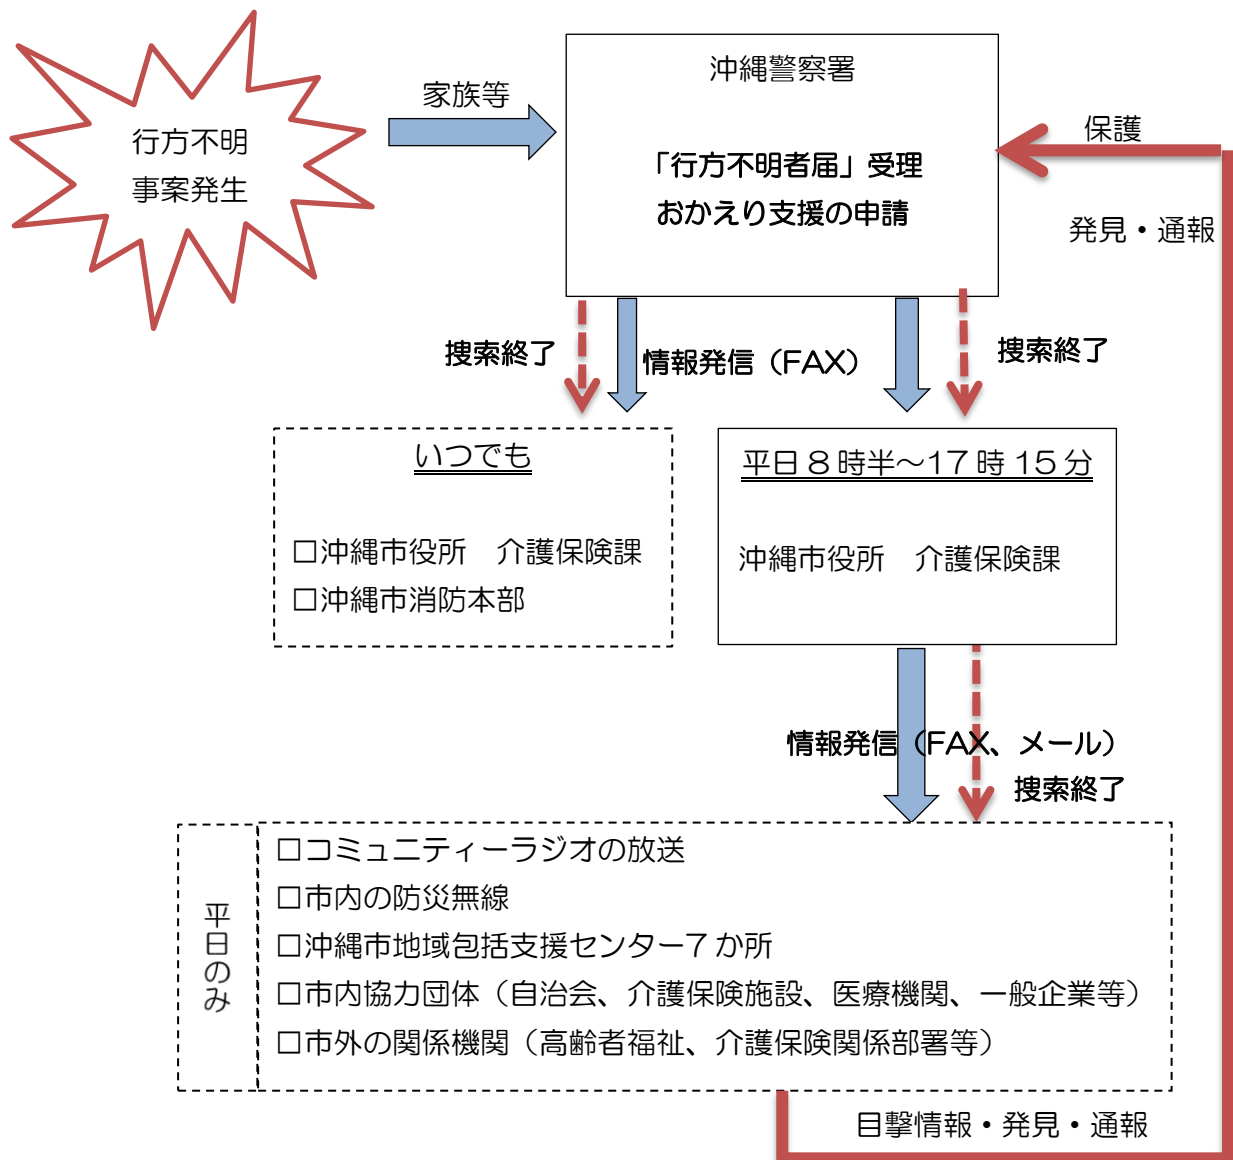 行方不明
事案発生
家族等
沖縄警察署
「行方不明者届」受理
おかえり支援の申請
保護
発見・通報
捜索終了
情報発信（FAX）
捜索終了
いつでも
□沖縄市役所　介護保険課
□沖縄市消防本部
平日８時半～17時15分
沖縄市役所　介護保険課
情報発信（FAX、メール）
捜索終了
平日のみ
□コミュニティーラジオの放送
□市内の防災無線
□沖縄市地域包括支援センター7か所
□市内協力団体（自治会、介護保険施設、医療機関、一般企業等）
□市外の関係機関（高齢者福祉、介護保険関係部署等）
目撃情報・発見・通報